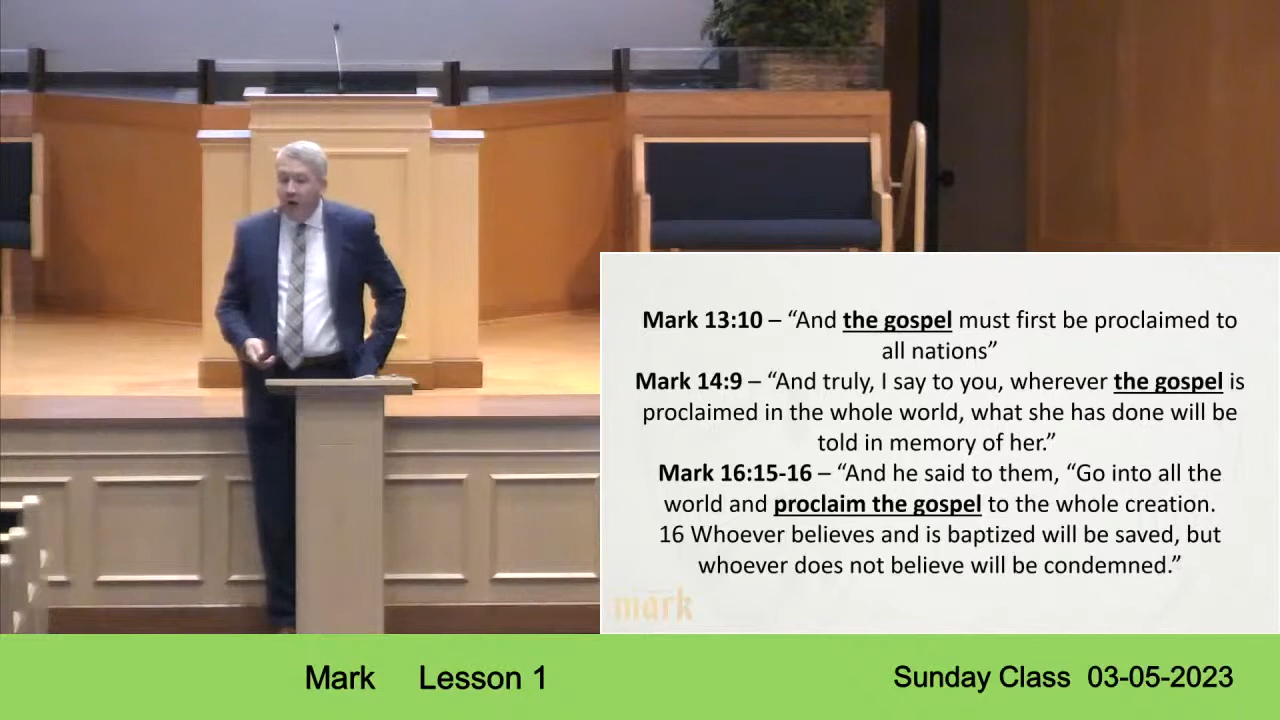 Mark 13:10 – “And the gospel must first be proclaimed to
all nations”
Mark 14:9 – “And truly, I say to you, wherever the gospel is
proclaimed in the whole world, what she has done will be
told in memory of her.”
Mark 16:15-16 – “And he said to them, “Go into all the
world and proclaim the gospel to the whole creation.
16 Whoever believes and is baptized will be saved, but
whoever does not believe will be condemned.”
mark
Mark Lesson 1
Sunday Class 03-05-2023